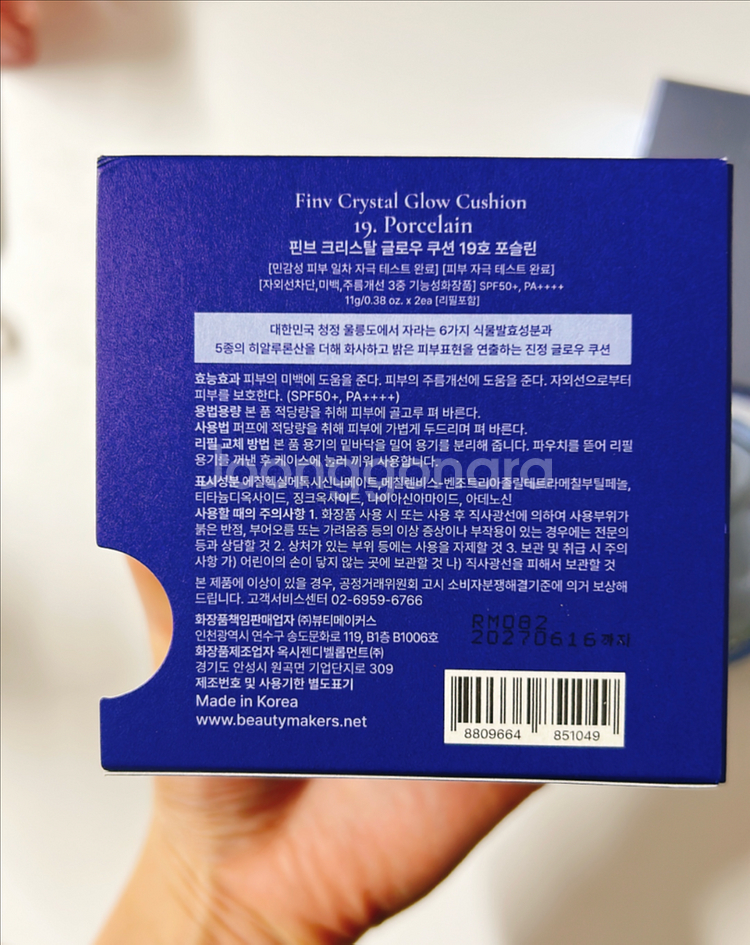 Finv Crystal Glow Cushion
19. Porcelain
핀브 크리스탈 글로우 쿠션 19호 포슬린
[민감성 피부 일차 자극 테스트 완료] [피부 자극 테스트 완료]
[자외선차단,미백,주름개선 3중 기능성화장품] SPF50+, PA++++
11g/0.38 oz. x 2ea [리필포함]
대한민국 청정 울릉도에서 자라는 6가지 식물발효성분과
5종의 히알루론산을 더해 화사하고 밝은 피부표현을 연출하는 진정 글로우 쿠션
효능효과 피부의 미백에 도움을 준다. 피부의 주름개선에 도움을 준다. 자외선으로부터
피부를 보호한다. (SPF50+, PA++++)
용법용량 본 품 적당량을 취해 피부에 골고루 펴 바른다.
사용법 퍼프에 적당량을 취해 피부에 가볍게 두드리며 펴 바른다.
리필 교체 방법 본 품 용기의 밑바닥을 밀어 용기를 분리해 줍니다. 파우치를 뜯어 리필
용기를 꺼낸 후 케이스에 눌러 끼워 사용합니다.
joonggonara
표시성분 에칠헥실메톡시신나메이트, 메칠렌비스-벤조트리아졸릴테트라메칠부틸페놀,
티타늄디옥사이드, 징크옥사이드, 나이아신아마이드, 아데노신
사용할 때의 주의사항 1. 화장품 사용 시 또는 사용 후 직사광선에 의하여 사용부위가
붉은 반점, 부어오름 또는 가려움증 등의 이상 증상이나 부작용이 있는 경우에는 전문의
등과 상담할 것 2. 상처가 있는 부위 등에는 사용을 자제할 것 3. 보관 및 취급 시 주의
사항 가) 어린이의 손이 닿지 않는 곳에 보관할 것 나) 직사광선을 피해서 보관할 것
본 제품에 이상이 있을 경우, 공정거래위원회 고시 소비자분쟁해결기준에 의거 보상해
드립니다. 고객서비스센터 02-6959-6766
화장품책임판매업자 ㈜뷰티메이커스
인천광역시 연수구 송도문화로 119, B1층 B1006호
화장품제조업자 옥시젠디벨롭먼트㈜
경기도 안성시 원곡면 기업단지로 309
제조번호 및 사용기한 별도표기
Made in Korea
www.beautymakers.net
RM082
20270616까지
8809664 851049